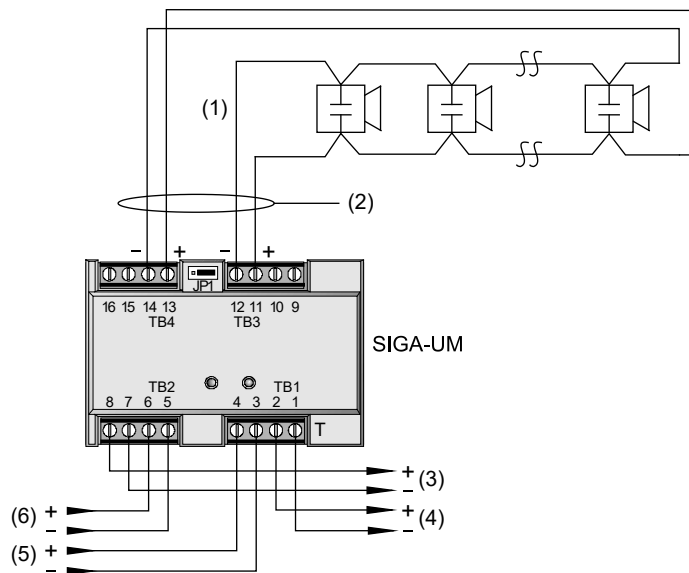 (1)
(2)
− + − +
JP1
16 15 14 13 12 11 10 9
TB4 TB3
SIGA-UM
TB2 TB1
8 7 6 5 4 3 2 1
T
+ (3)
−
(6) + + (4)
− −
(5) +
−